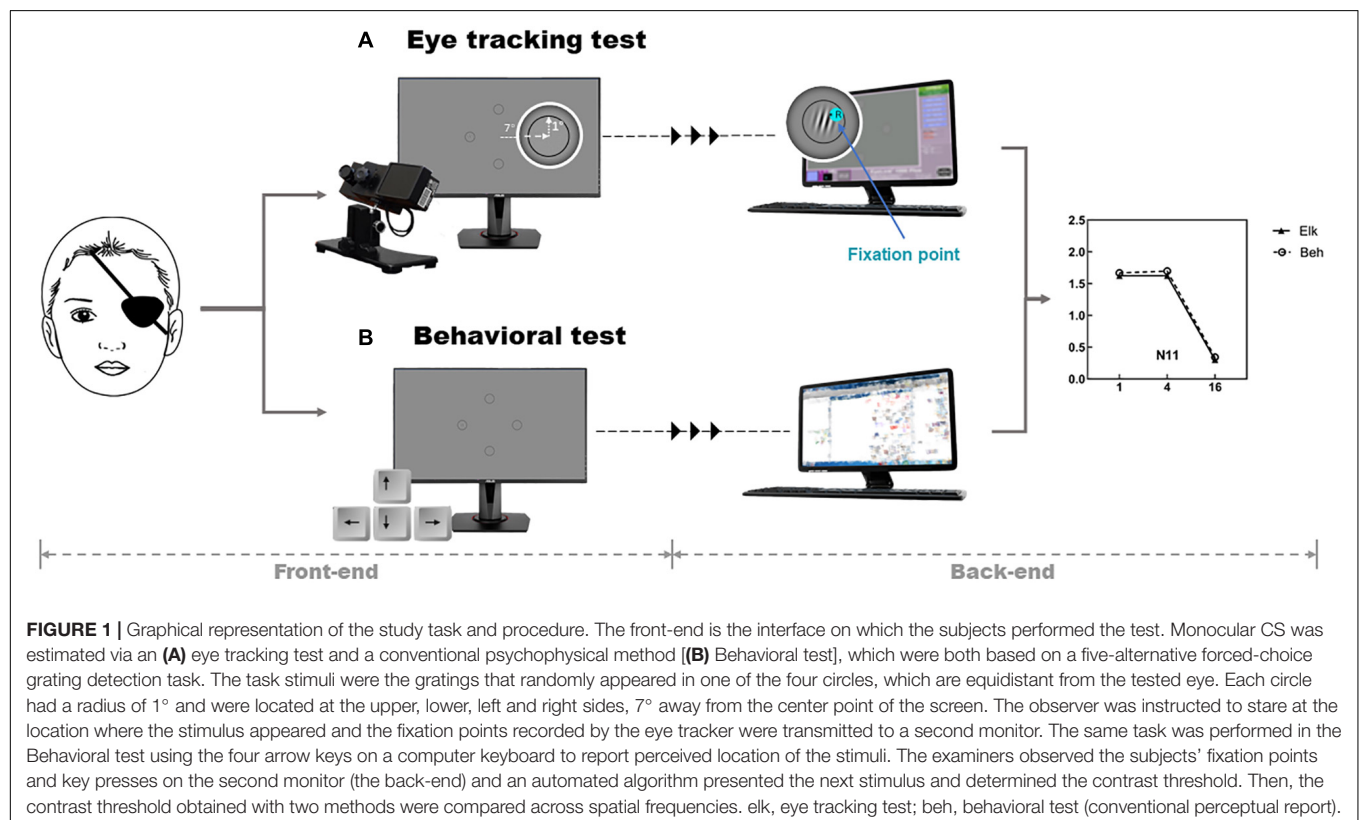 A Eye tracking test
7° 1°
R
Fixation point
B Behavioral test
2.5
2.0
1.5
1.0
0.5
0.0
1 4 16
N11
Elk
Beh
Front-end
Back-end
FIGURE 1 | Graphical representation of the study task and procedure. The front-end is the interface on which the subjects performed the test. Monocular CS was
estimated via an (A) eye tracking test and a conventional psychophysical method [(B) Behavioral test], which were both based on a five-alternative forced-choice
grating detection task. The task stimuli were the gratings that randomly appeared in one of the four circles, which are equidistant from the tested eye. Each circle
had a radius of 1° and were located at the upper, lower, left and right sides, 7° away from the center point of the screen. The observer was instructed to stare at the
location where the stimulus appeared and the fixation points recorded by the eye tracker were transmitted to a second monitor. The same task was performed in the
Behavioral test using the four arrow keys on a computer keyboard to report perceived location of the stimuli. The examiners observed the subjects' fixation points
and key presses on the second monitor (the back-end) and an automated algorithm presented the next stimulus and determined the contrast threshold. Then, the
contrast threshold obtained with two methods were compared across spatial frequencies. elk, eye tracking test; beh, behavioral test (conventional perceptual report).